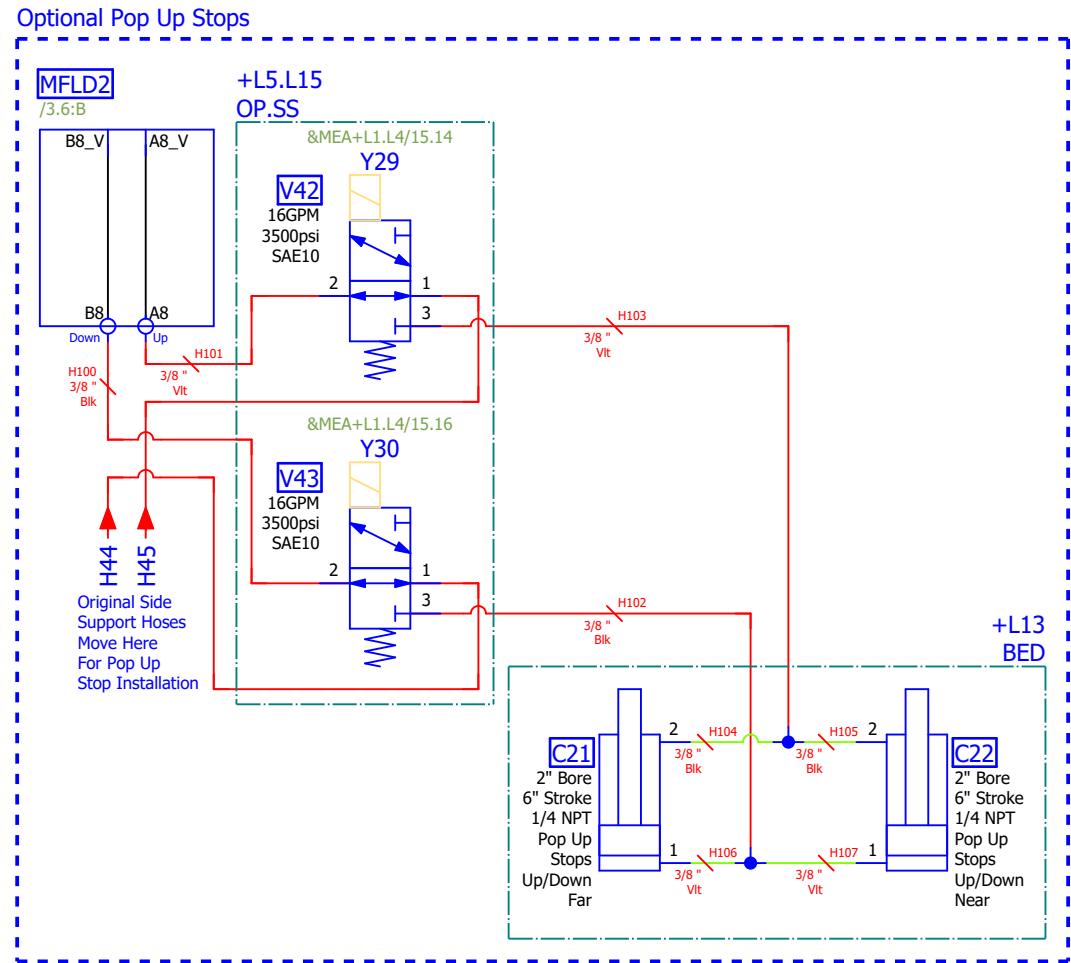 Optional Pop Up Stops
MFLD2
/3.6:B
B8_V
A8_V
B8
A8
Down
Up
H100
3/8 "
Blk
H101
3/8 "
Vlt
+L5.L15
OP.SS
&MEA+L1.L4/15.14
Y29
V42
16GPM
3500psi
SAE10
2
1
3
H103
3/8 "
Vlt
&MEA+L1.L4/15.16
Y30
V43
16GPM
3500psi
SAE10
2
1
3
H102
3/8 "
Blk
H44
H45
Original Side
Support Hoses
Move Here
For Pop Up
Stop Installation
+L13
BED
C21
2" Bore
6" Stroke
1/4 NPT
Pop Up
Stops
Up/Down
Far
2
1
H104
3/8 "
Blk
H105
3/8 "
Blk
H106
3/8 "
Vlt
H107
3/8 "
Vlt
2
1
C22
2" Bore
6" Stroke
1/4 NPT
Pop Up
Stops
Up/Down
Near